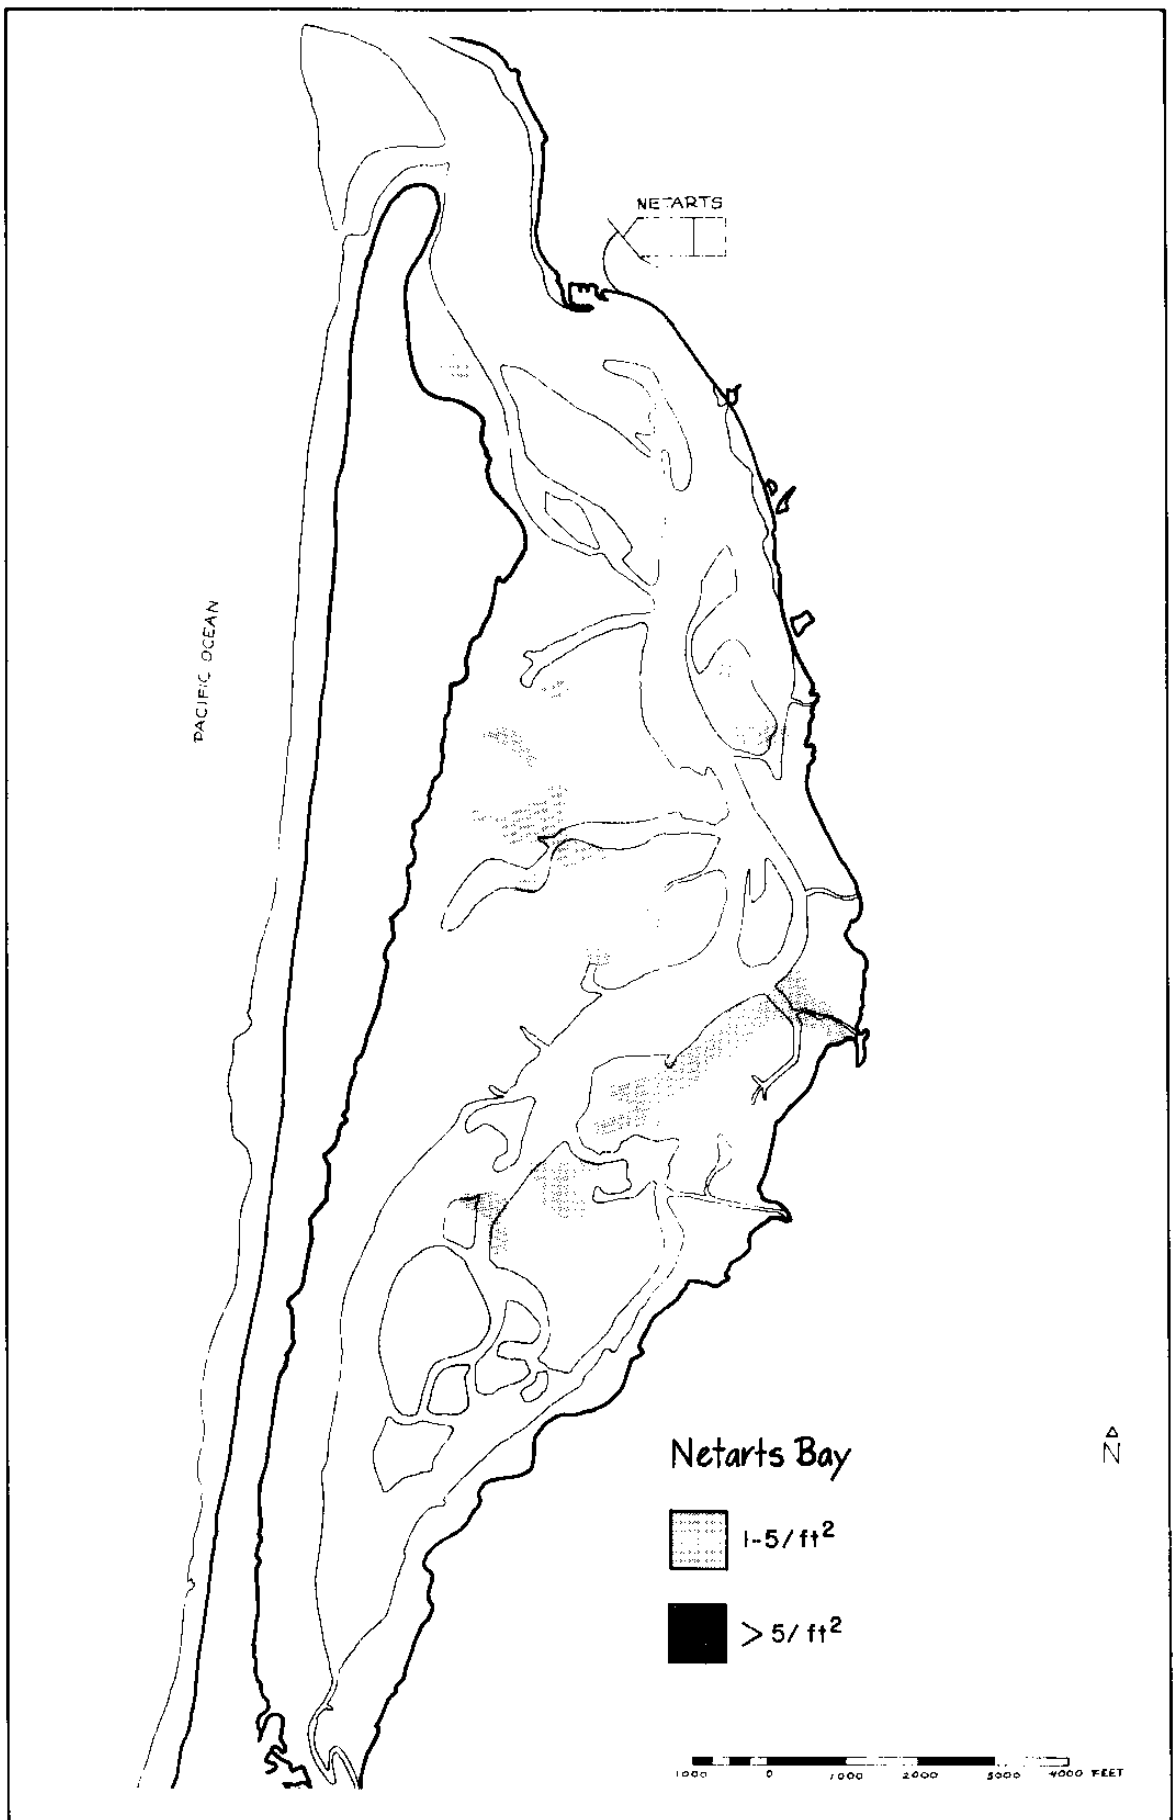 NETARTS
PACIFIC OCEAN
Netarts Bay
N
1-5/ft²
> 5/ft²
1000 0 1000 2000 3000 4000 FEET